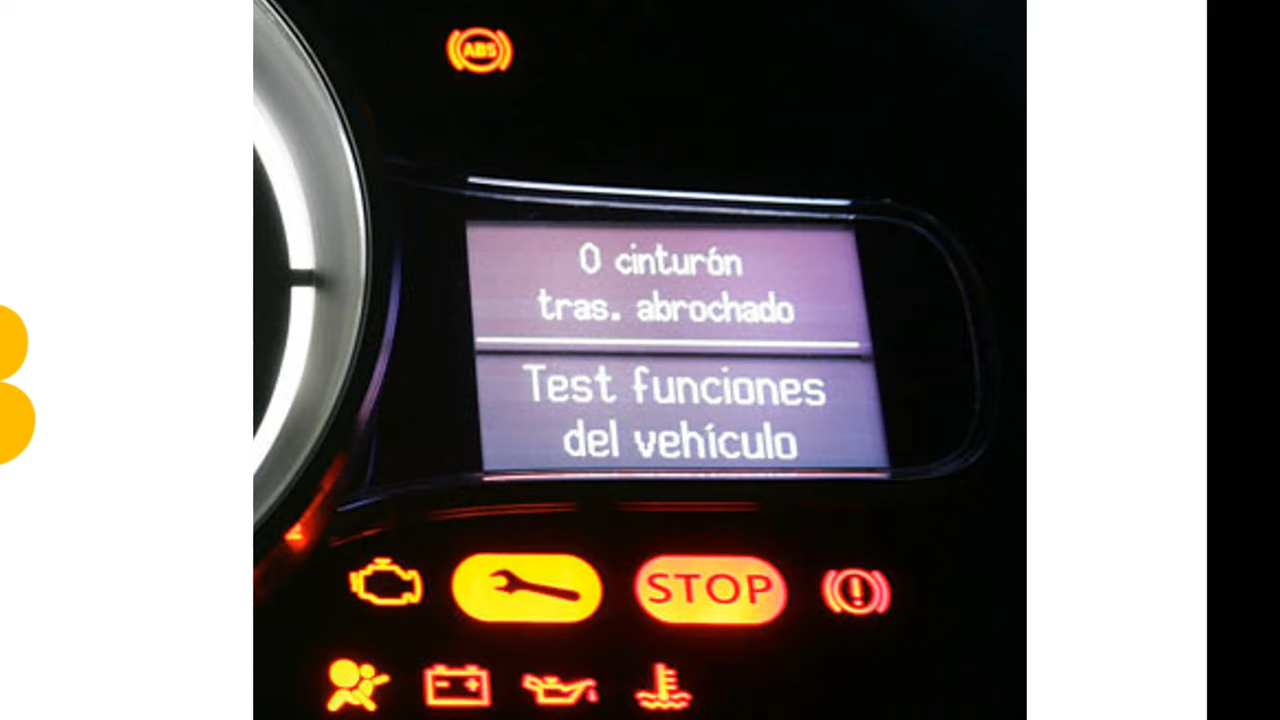 ABS
0 cinturón
tras. abrochado
Test funciones
del vehículo
STOP